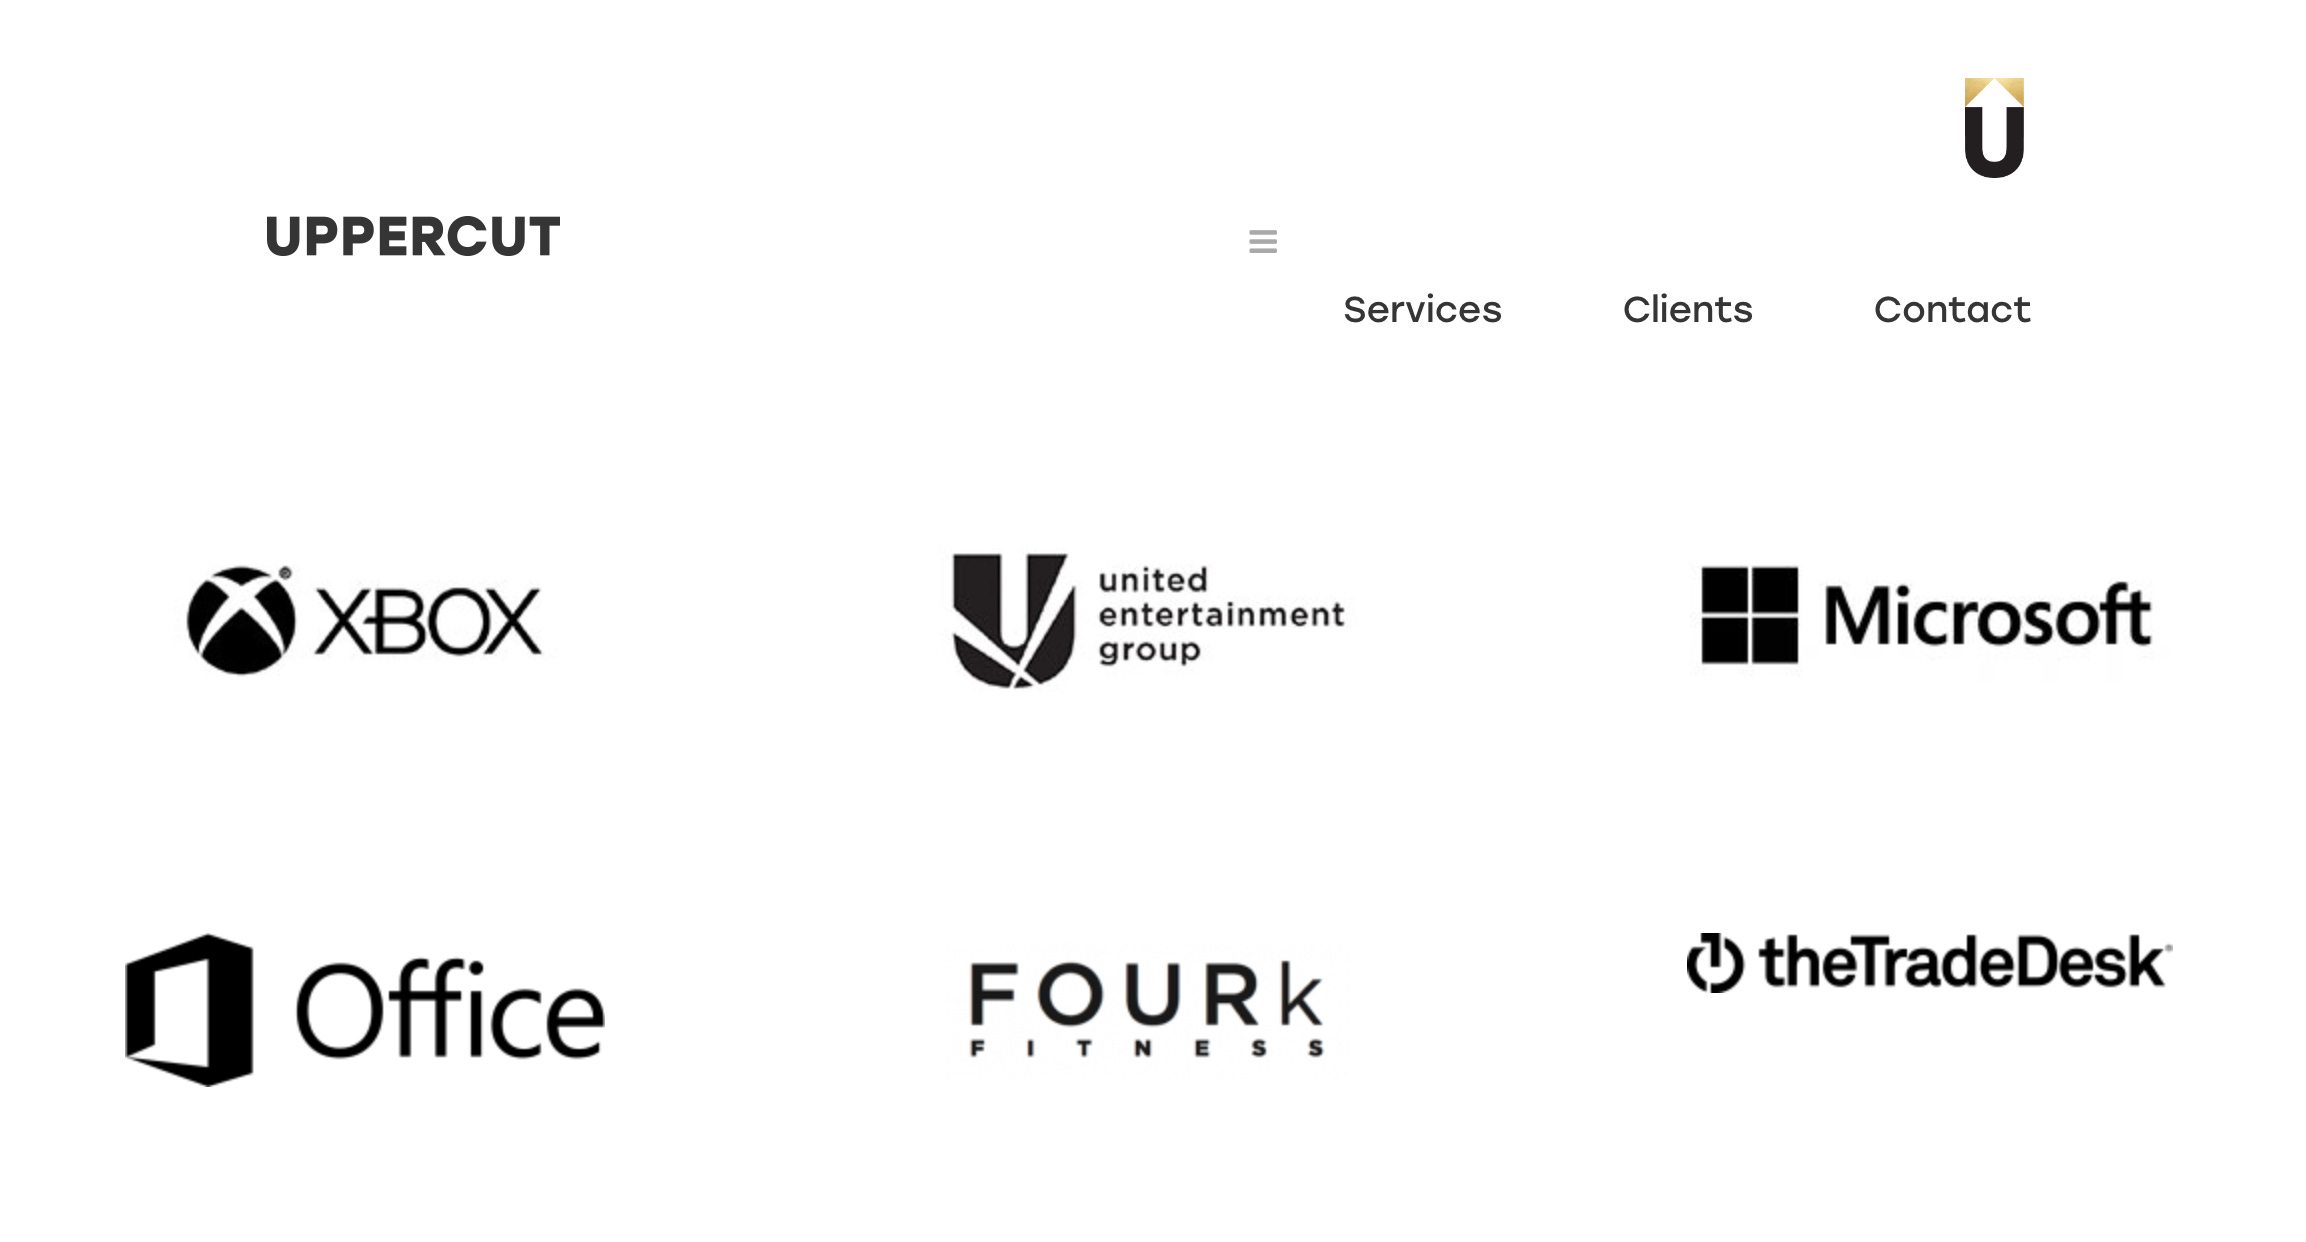 U
UPPERCUT
Services Clients Contact
XBOX
united
entertainment
group
Microsoft
Office
FOURk
FITNESS
theTradeDesk